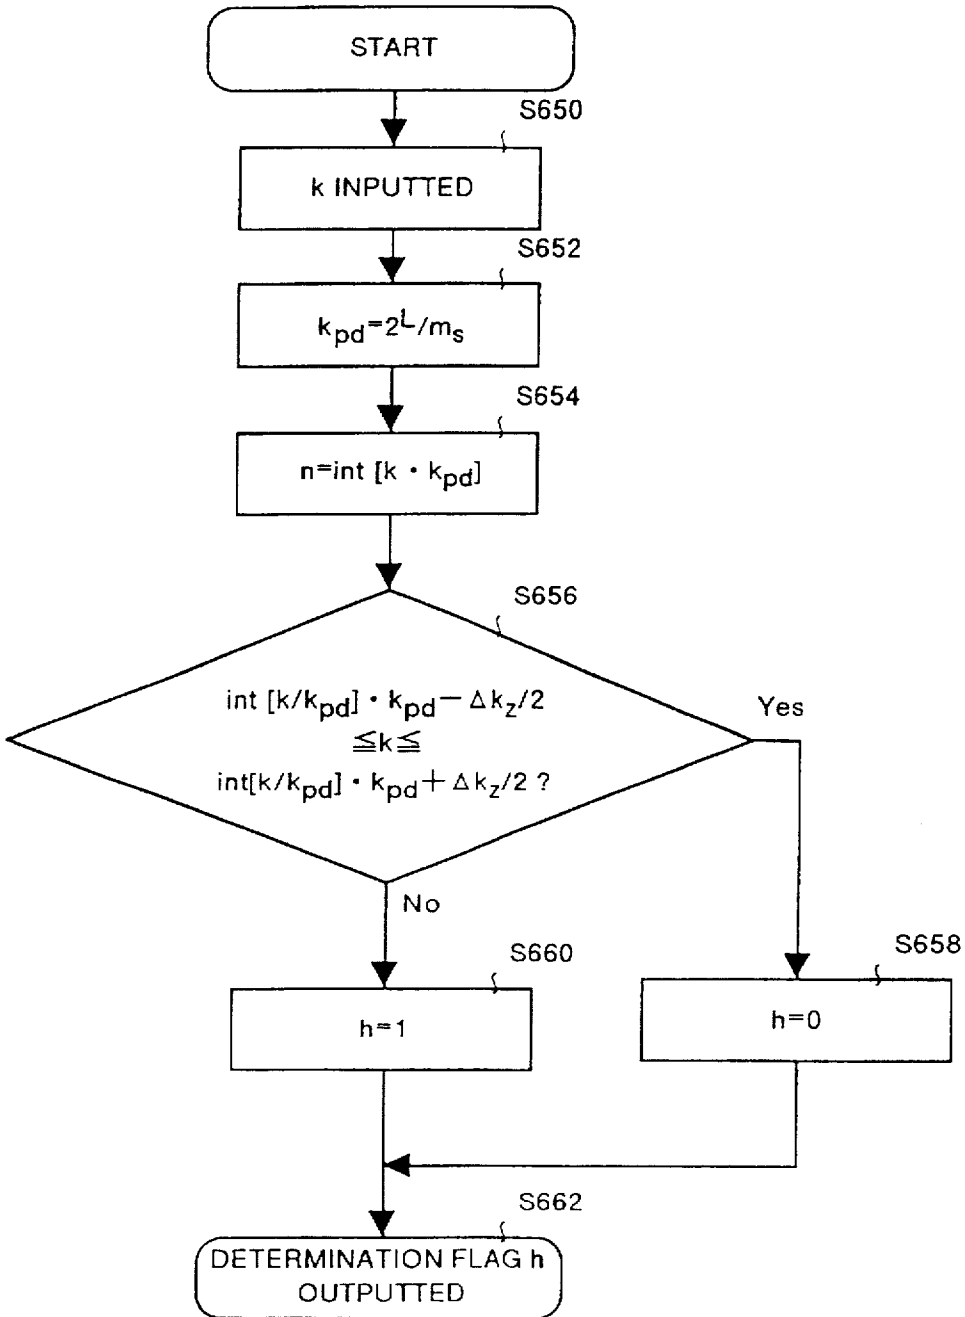 START
S650
k INPUTTED
S652
k_pd=2^L/m_s
S654
n=int [k・k_pd]
S656
int [k/k_pd]・k_pd－Δk_z/2
≦k≦
int[k/k_pd]・k_pd＋Δk_z/2 ?
Yes
No
S660
h=1
S658
h=0
S662
DETERMINATION FLAG h
OUTPUTTED